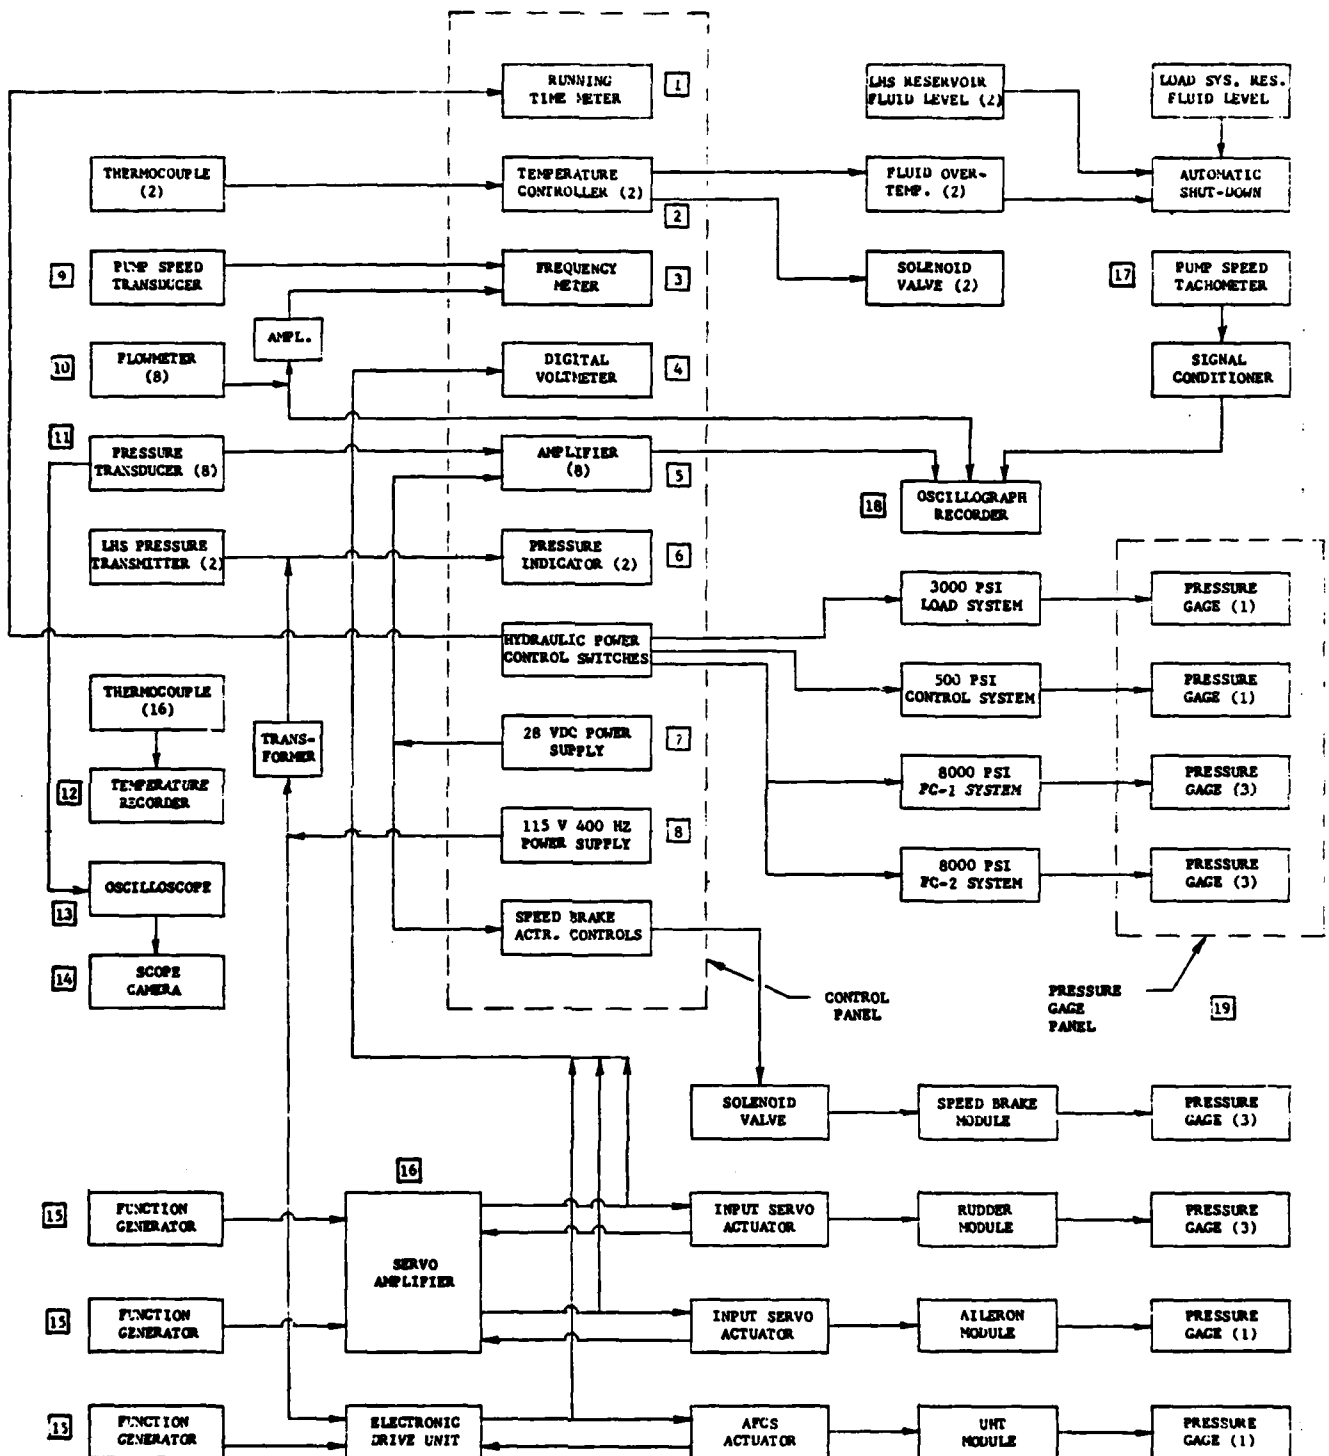 RUNNING
TIME METER
1
LHS RESERVOIR
FLUID LEVEL (2)
LOAD SYS. RES.
FLUID LEVEL
THERMOCOUPLE
(2)
TEMPERATURE
CONTROLLER (2)
2
FLUID OVER-
TEMP. (2)
AUTOMATIC
SHUT-DOWN
9
PUMP SPEED
TRANSDUCER
FREQUENCY
METER
3
SOLENOID
VALVE (2)
17
PUMP SPEED
TACHOMETER
AMPL.
10
FLOWMETER
(8)
DIGITAL
VOLTMETER
4
SIGNAL
CONDITIONER
11
PRESSURE
TRANSDUCER (8)
AMPLIFIER
(8)
5
18
OSCILLOGRAPH
RECORDER
LHS PRESSURE
TRANSMITTER (2)
PRESSURE
INDICATOR (2)
6
3000 PSI
LOAD SYSTEM
PRESSURE
GAGE (1)
HYDRAULIC POWER
CONTROL SWITCHES
500 PSI
CONTROL SYSTEM
PRESSURE
GAGE (1)
THERMOCOUPLE
(16)
TRANS-
FORMER
28 VDC POWER
SUPPLY
7
12
TEMPERATURE
RECORDER
8000 PSI
FC-1 SYSTEM
PRESSURE
GAGE (3)
115 V 400 HZ
POWER SUPPLY
8
13
OSCILLOSCOPE
8000 PSI
FC-2 SYSTEM
PRESSURE
GAGE (3)
SPEED BRAKE
ACTR. CONTROLS
14
SCOPE
CAMERA
CONTROL
PANEL
PRESSURE
GAGE
PANEL
19
SOLENOID
VALVE
SPEED BRAKE
MODULE
PRESSURE
GAGE (3)
16
15
FUNCTION
GENERATOR
SERVO
AMPLIFIER
INPUT SERVO
ACTUATOR
RUDDER
MODULE
PRESSURE
GAGE (3)
15
FUNCTION
GENERATOR
INPUT SERVO
ACTUATOR
AILERON
MODULE
PRESSURE
GAGE (1)
15
FUNCTION
GENERATOR
ELECTRONIC
DRIVE UNIT
AFCS
ACTUATOR
UHT
MODULE
PRESSURE
GAGE (1)